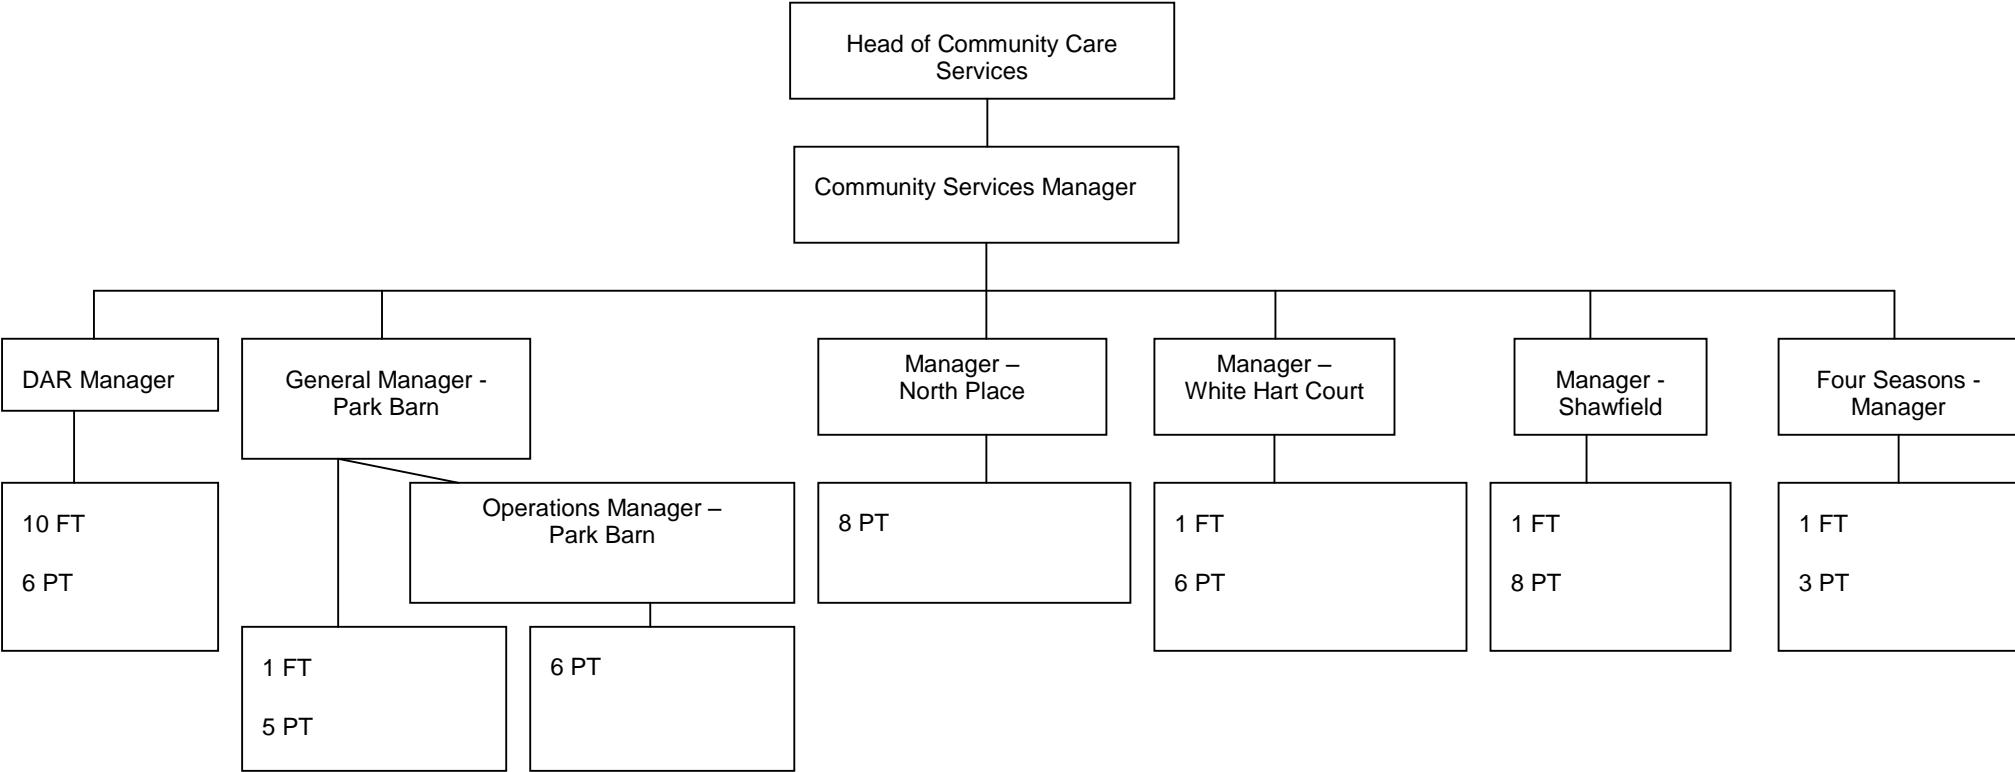 Head of Community Care
Services
Community Services Manager
DAR Manager
General Manager -
Park Barn
Manager –
North Place
Manager –
White Hart Court
Manager -
Shawfield
Four Seasons -
Manager
10 FT
6 PT
Operations Manager –
Park Barn
8 PT
1 FT
6 PT
1 FT
8 PT
1 FT
3 PT
1 FT
5 PT
6 PT